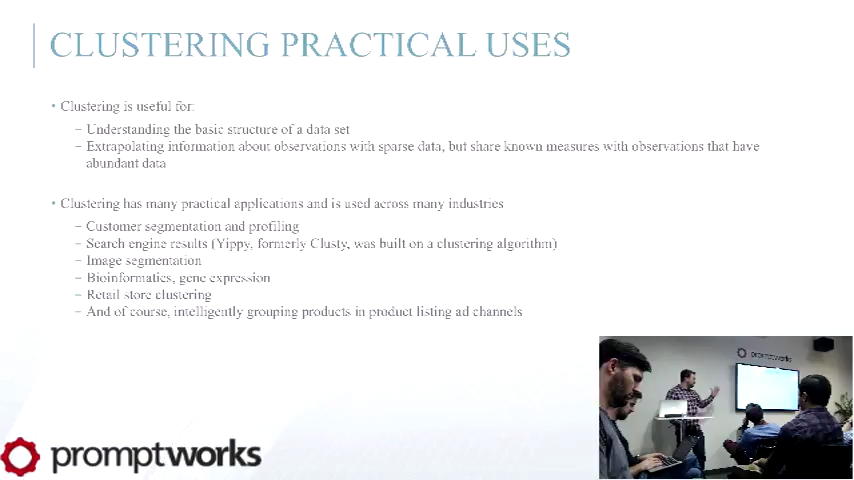 CLUSTERING PRACTICAL USES
• Clustering is useful for:
– Understanding the basic structure of a data set
– Extrapolating information about observations with sparse data, but share known measures with observations that have
abundant data
• Clustering has many practical applications and is used across many industries
– Customer segmentation and profiling
– Search engine results (Yippy, formerly Clusty, was built on a clustering algorithm)
– Image segmentation
– Bioinformatics, gene expression
– Retail store clustering
– And of course, intelligently grouping products in product listing ad channels
promptworks
promptworks